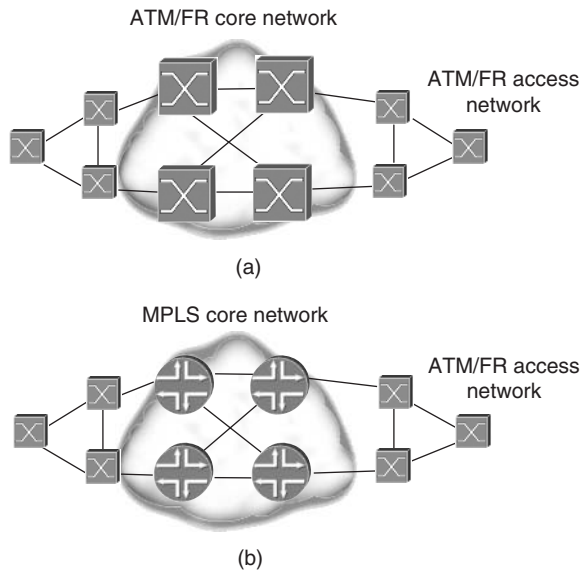 ATM/FR core network
ATM/FR access
network
(a)
MPLS core network
ATM/FR access
network
(b)